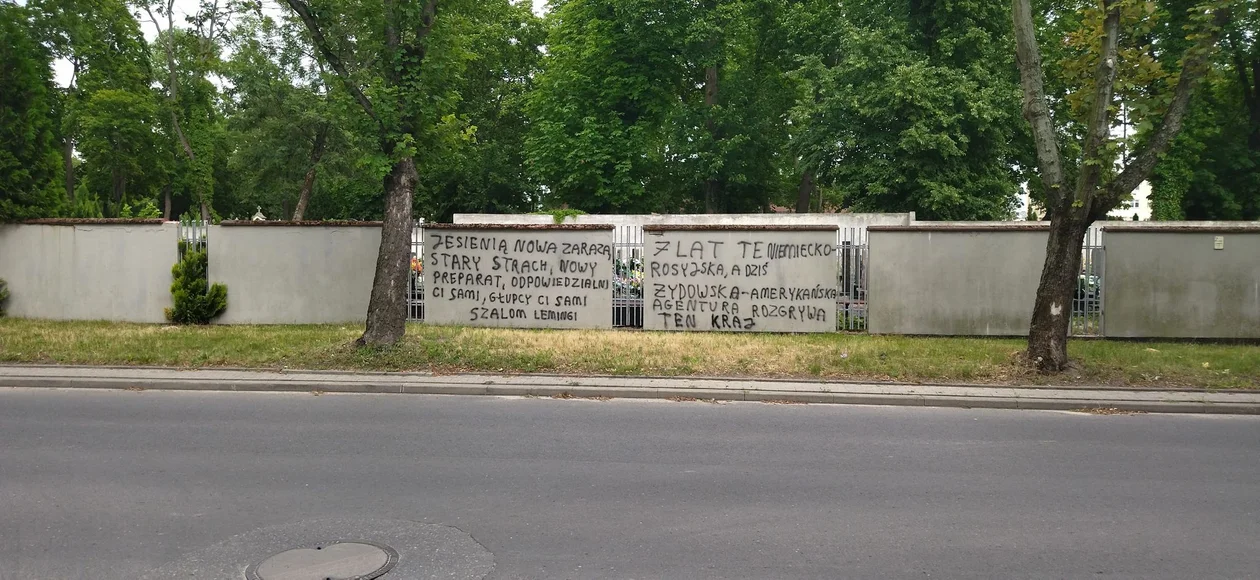 JESIENIĄ NOWA ZARAZA
STARY STRACH, NOWY
PREPARAT, ODPOWIEDZIALNI
CI SAMI, GŁUPCY CI SAMI
SZALOM LEMINGI
7 LAT TE NIEMIECKO-
ROSYJSKA, A DZIŚ
ŻYDOWSKA-AMERYKAŃSKA
AGENTURA ROZGRYWA
TEN KRAJ